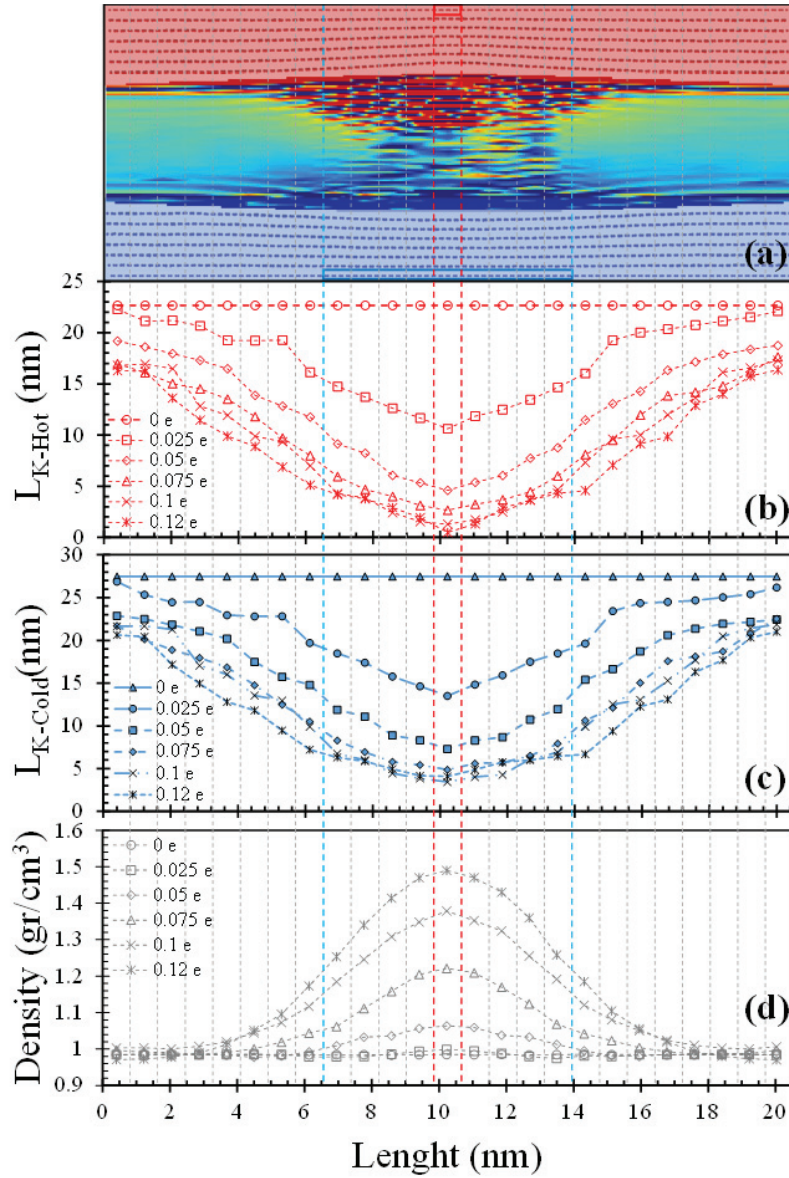 (a)
25
20
15
10
5
0
L_K-Hot (nm)
0 e
0.025 e
0.05 e
0.075 e
0.1 e
0.12 e
(b)
30
25
20
15
10
5
0
L_K-Cold(nm)
0 e
0.025 e
0.05 e
0.075 e
0.1 e
0.12 e
(c)
1.6
1.5
1.4
1.3
1.2
1.1
1
0.9
Density (gr/cm³)
0 e
0.025 e
0.05 e
0.075 e
0.1 e
0.12 e
(d)
0 2 4 6 8 10 12 14 16 18 20
Lenght (nm)